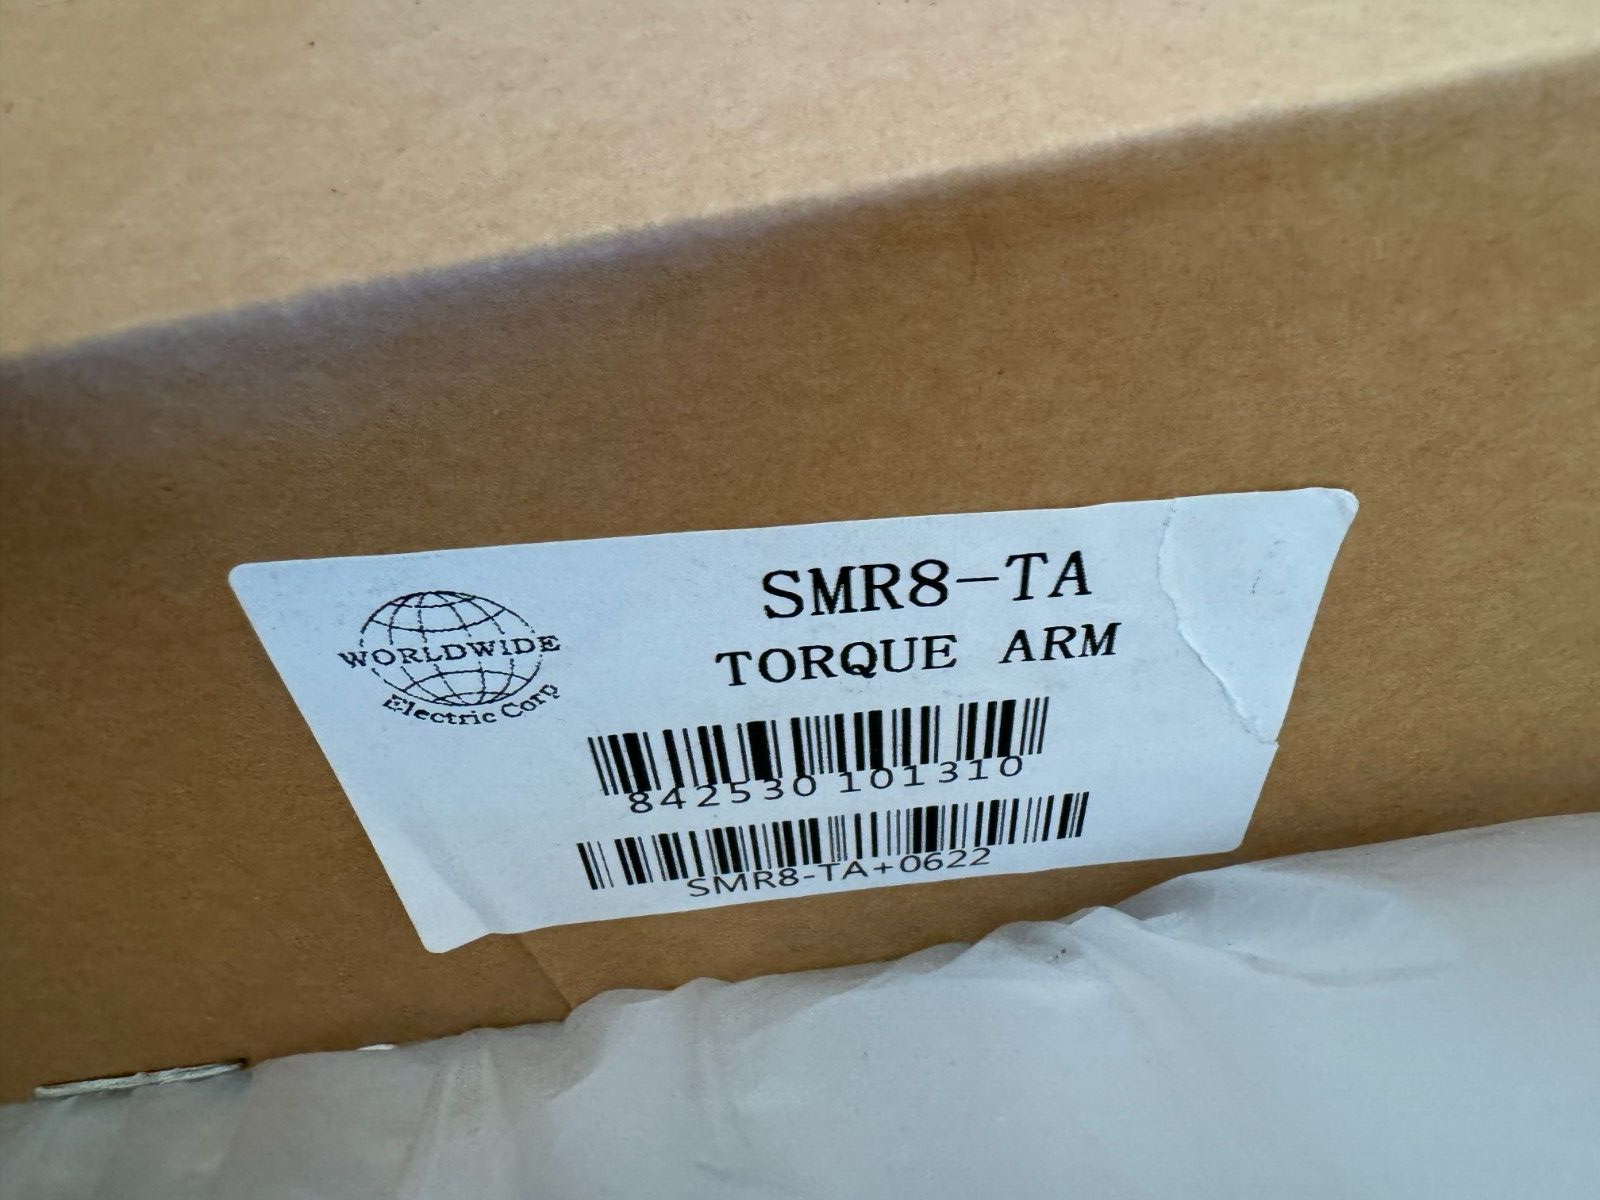 WORLDWIDE
Electric Corp
SMR8-TA
TORQUE ARM
842530 101310
SMR8-TA+0622